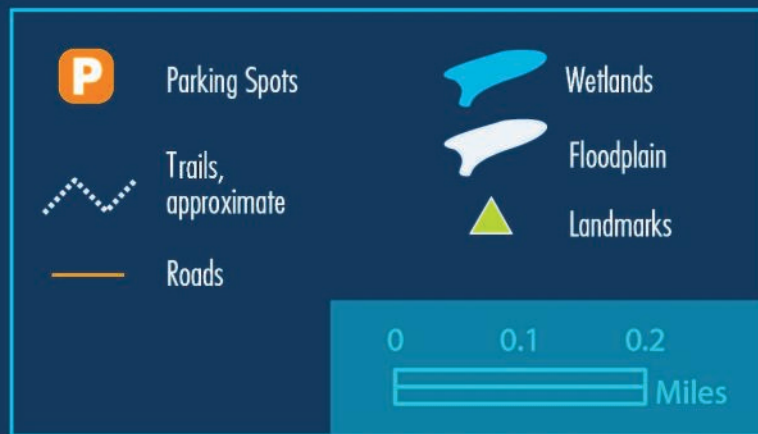 P
Parking Spots
Trails,
approximate
Roads
Wetlands
Floodplain
Landmarks
0 0.1 0.2
Miles